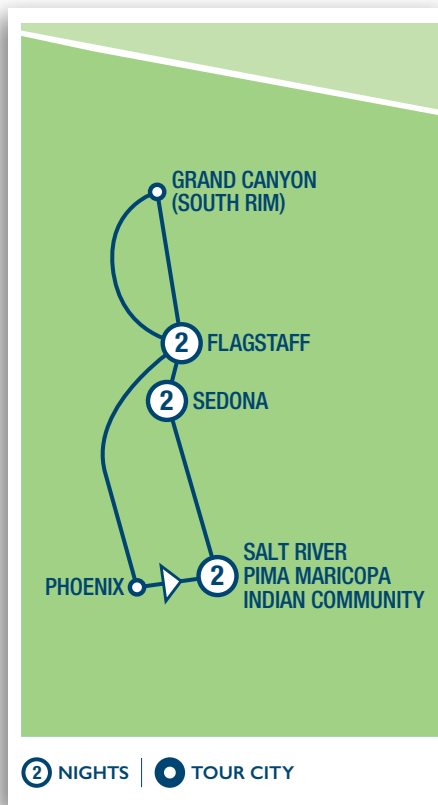 GRAND CANYON
(SOUTH RIM)
2 FLAGSTAFF
2 SEDONA
SALT RIVER
2 PIMA MARICOPA
INDIAN COMMUNITY
PHOENIX
2 NIGHTS | TOUR CITY